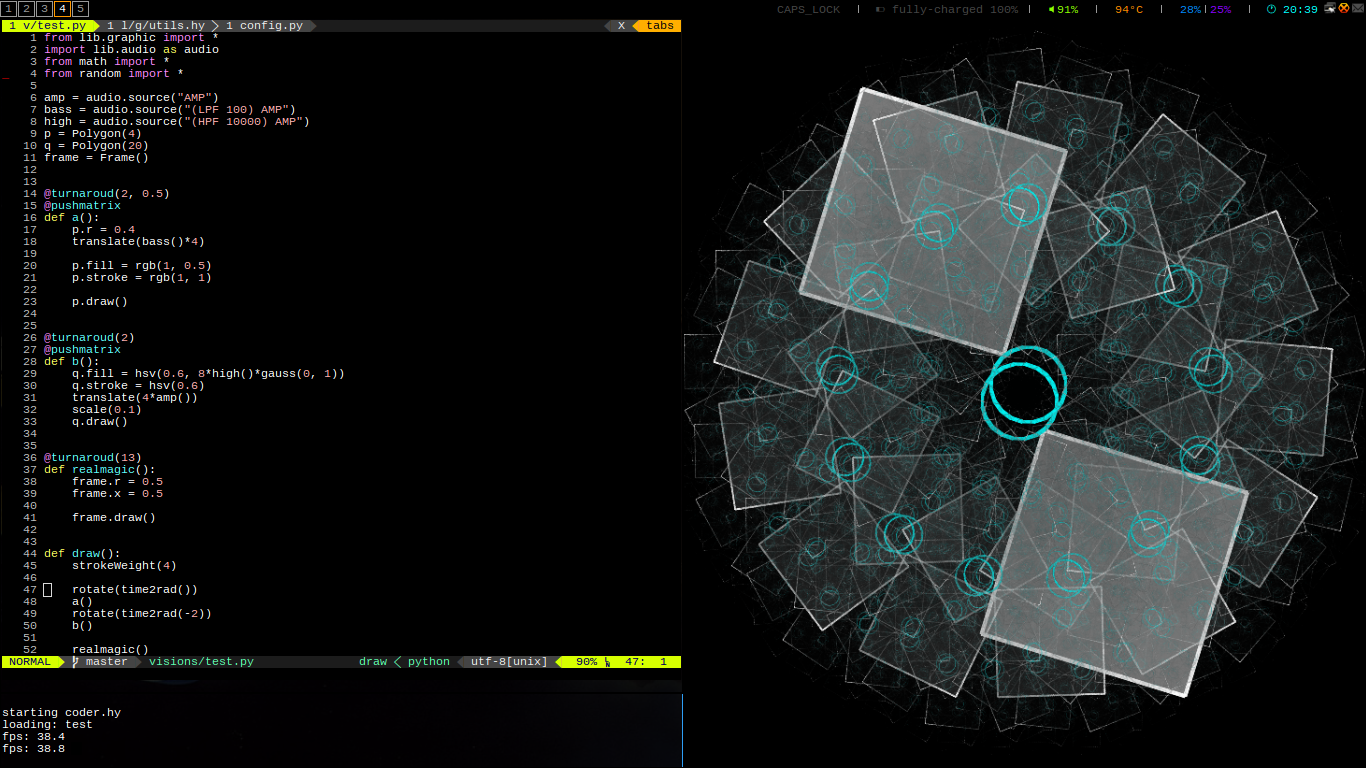 1 2 3 4 5
CAPS_LOCK | fully-charged 100% | 91% | 94°C | 28%|25% | 20:39
1 v/test.py 1 l/g/utils.hy 1 config.py X tabs
1 from lib.graphic import *
2 import lib.audio as audio
3 from math import *
4 from random import *
5
6 amp = audio.source("AMP")
7 bass = audio.source("(LPF 100) AMP")
8 high = audio.source("(HPF 10000) AMP")
9 p = Polygon(4)
10 q = Polygon(20)
11 frame = Frame()
12
13
14 @turnaroud(2, 0.5)
15 @pushmatrix
16 def a():
17 p.r = 0.4
18 translate(bass()*4)
19
20 p.fill = rgb(1, 0.5)
21 p.stroke = rgb(1, 1)
22
23 p.draw()
24
25
26 @turnaroud(2)
27 @pushmatrix
28 def b():
29 q.fill = hsv(0.6, 8*high()*gauss(0, 1))
30 q.stroke = hsv(0.6)
31 translate(4*amp())
32 scale(0.1)
33 q.draw()
34
35
36 @turnaroud(13)
37 def realmagic():
38 frame.r = 0.5
39 frame.x = 0.5
40
41 frame.draw()
42
43
44 def draw():
45 strokeWeight(4)
46
47 rotate(time2rad())
48 a()
49 rotate(time2rad(-2))
50 b()
51
52 realmagic()
NORMAL master visions/test.py draw < python utf-8[unix] 90% 47: 1
starting coder.hy
loading: test
fps: 38.4
fps: 38.8